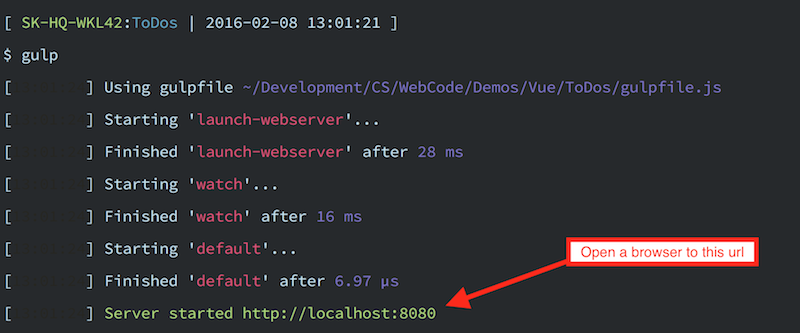 [ SK-HQ-WKL42:ToDos | 2016-02-08 13:01:21 ]
$ gulp
[ ] Using gulpfile ~/Development/CS/WebCode/Demos/Vue/ToDos/gulpfile.js
[ ] Starting 'launch-webserver'...
[ ] Finished 'launch-webserver' after 28 ms
[ ] Starting 'watch'...
[ ] Finished 'watch' after 16 ms
[ ] Starting 'default'...
Open a browser to this url
[ ] Finished 'default' after 6.97 μs
[ ] Server started http://localhost:8080